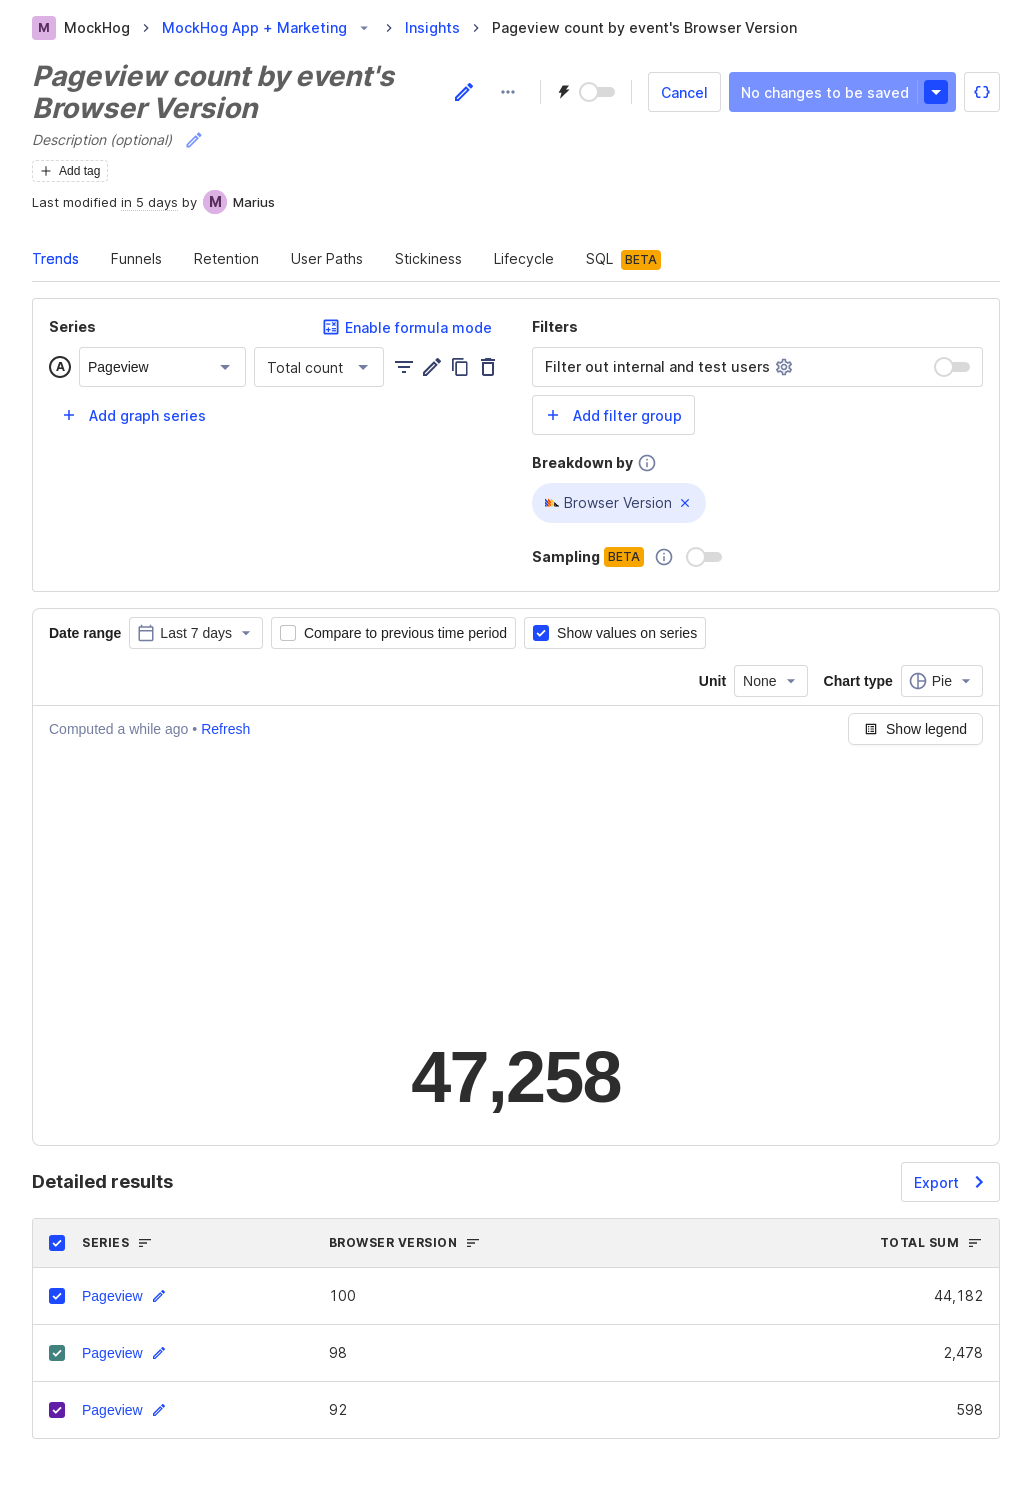 M MockHog MockHog App + Marketing Insights Pageview count by event's Browser Version
Pageview count by event's
Browser Version
Cancel No changes to be saved
Description (optional)
Add tag
Last modified in 5 days by M Marius
Trends Funnels Retention User Paths Stickiness Lifecycle SQL BETA
Series Enable formula mode
A Pageview Total count
Add graph series
Filters
Filter out internal and test users
Add filter group
Breakdown by
Browser Version
Sampling BETA
Date range Last 7 days Compare to previous time period Show values on series
Unit None Chart type Pie
Computed a while ago • Refresh Show legend
47,258
Detailed results Export
SERIES BROWSER VERSION TOTAL SUM
Pageview 100 44,182
Pageview 98 2,478
Pageview 92 598